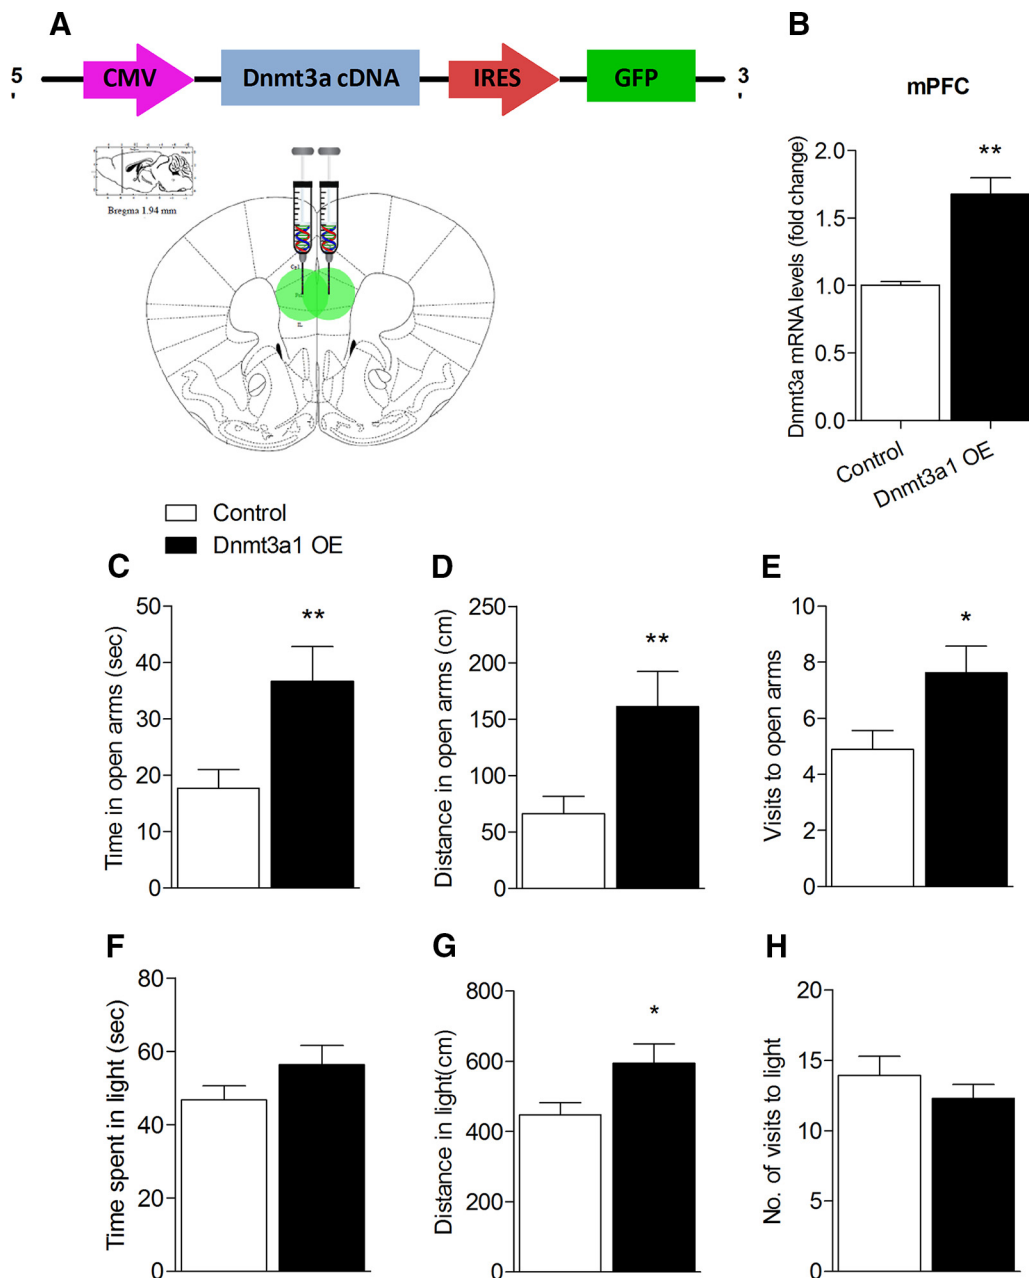 A
B
5
'
CMV
Dnmt3a cDNA
IRES
GFP
3
'
mPFC
Bregma 1.94 mm
Cg1
**
Dnmt3a mRNA levels (fold change)
2.0
1.5
1.0
0.5
0.0
Control
Dnmt3a1 OE
Control
Dnmt3a1 OE
C
Time in open arms (sec)
50
40
30
20
10
0
**
D
Distance in open arms (cm)
250
200
150
100
50
0
**
E
Visits to open arms
10
8
6
4
2
0
*
F
Time spent in light (sec)
80
60
40
20
0
G
Distance in light(cm)
800
600
400
200
0
*
H
No. of visits to light
20
15
10
5
0